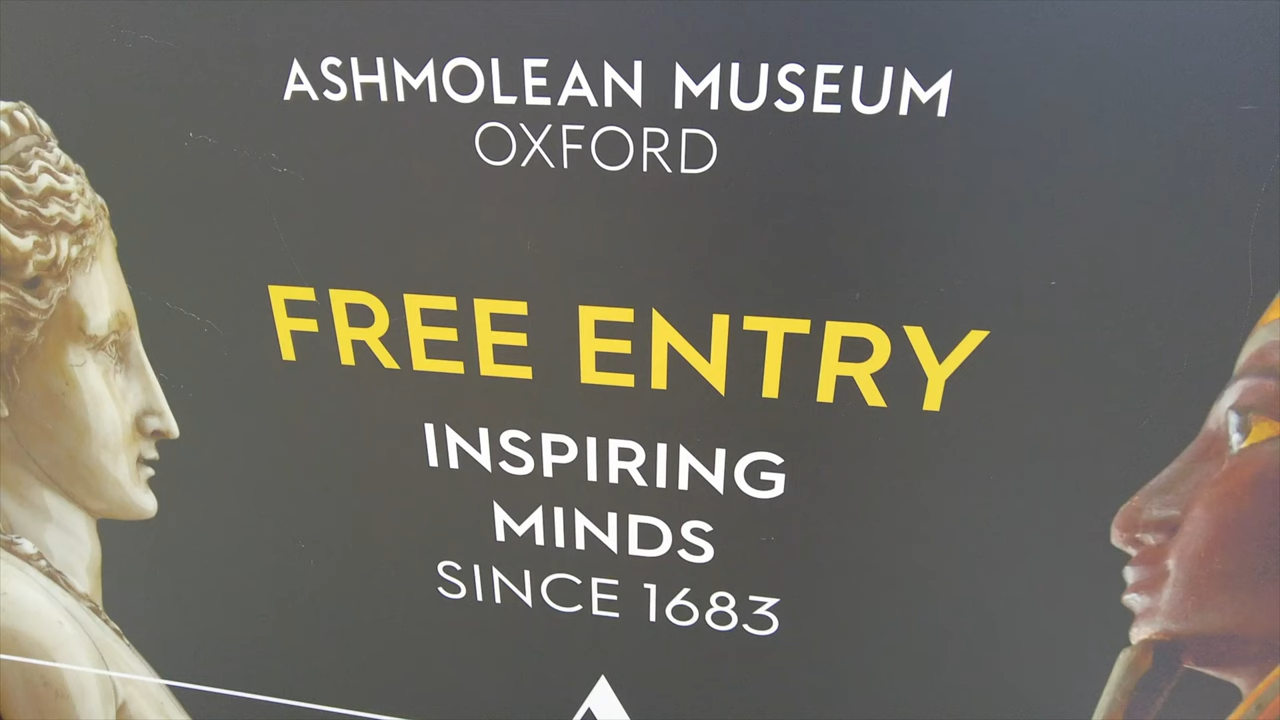 ASHMOLEAN MUSEUM
OXFORD
FREE ENTRY
INSPIRING
MINDS
SINCE 1683